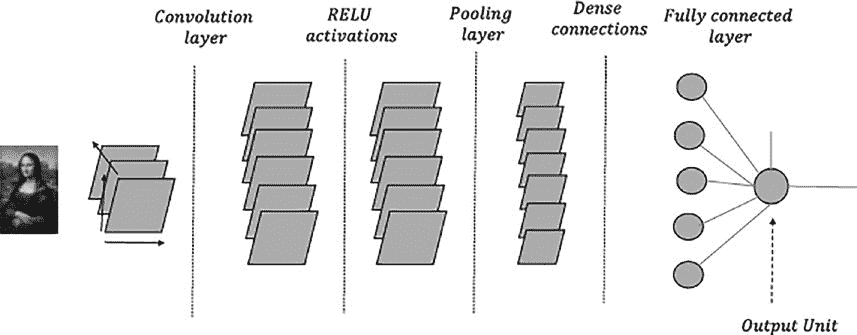 Convolution
layer
RELU
activations
Pooling
layer
Dense
connections
Fully connected
layer
Output Unit